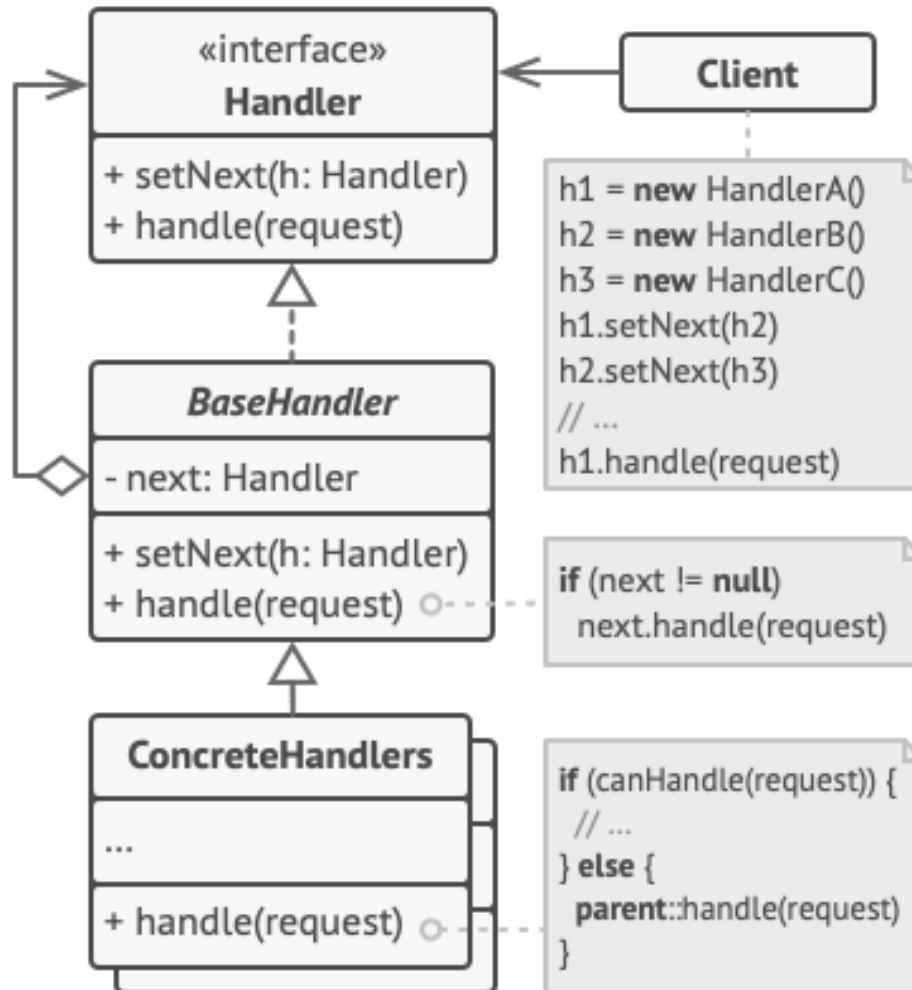 «interface»
Handler
+ setNext(h: Handler)
+ handle(request)
Client
h1 = new HandlerA()
h2 = new HandlerB()
h3 = new HandlerC()
h1.setNext(h2)
h2.setNext(h3)
// ...
h1.handle(request)
BaseHandler
- next: Handler
+ setNext(h: Handler)
+ handle(request)
if (next != null)
next.handle(request)
ConcreteHandlers
...
+ handle(request)
if (canHandle(request)) {
// ...
} else {
parent::handle(request)
}